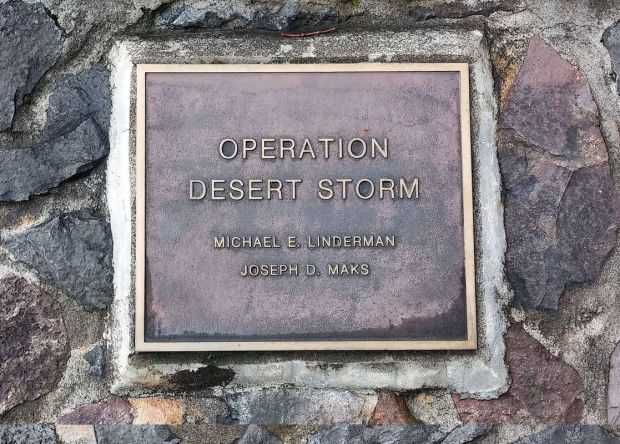 OPERATION
DESERT STORM
MICHAEL E. LINDERMAN
JOSEPH D. MAKS